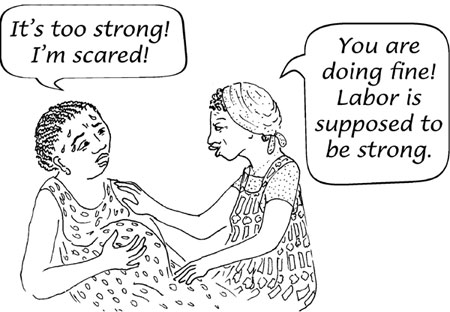 It's too strong!
I'm scared!
You are
doing fine!
Labor is
supposed to
be strong.